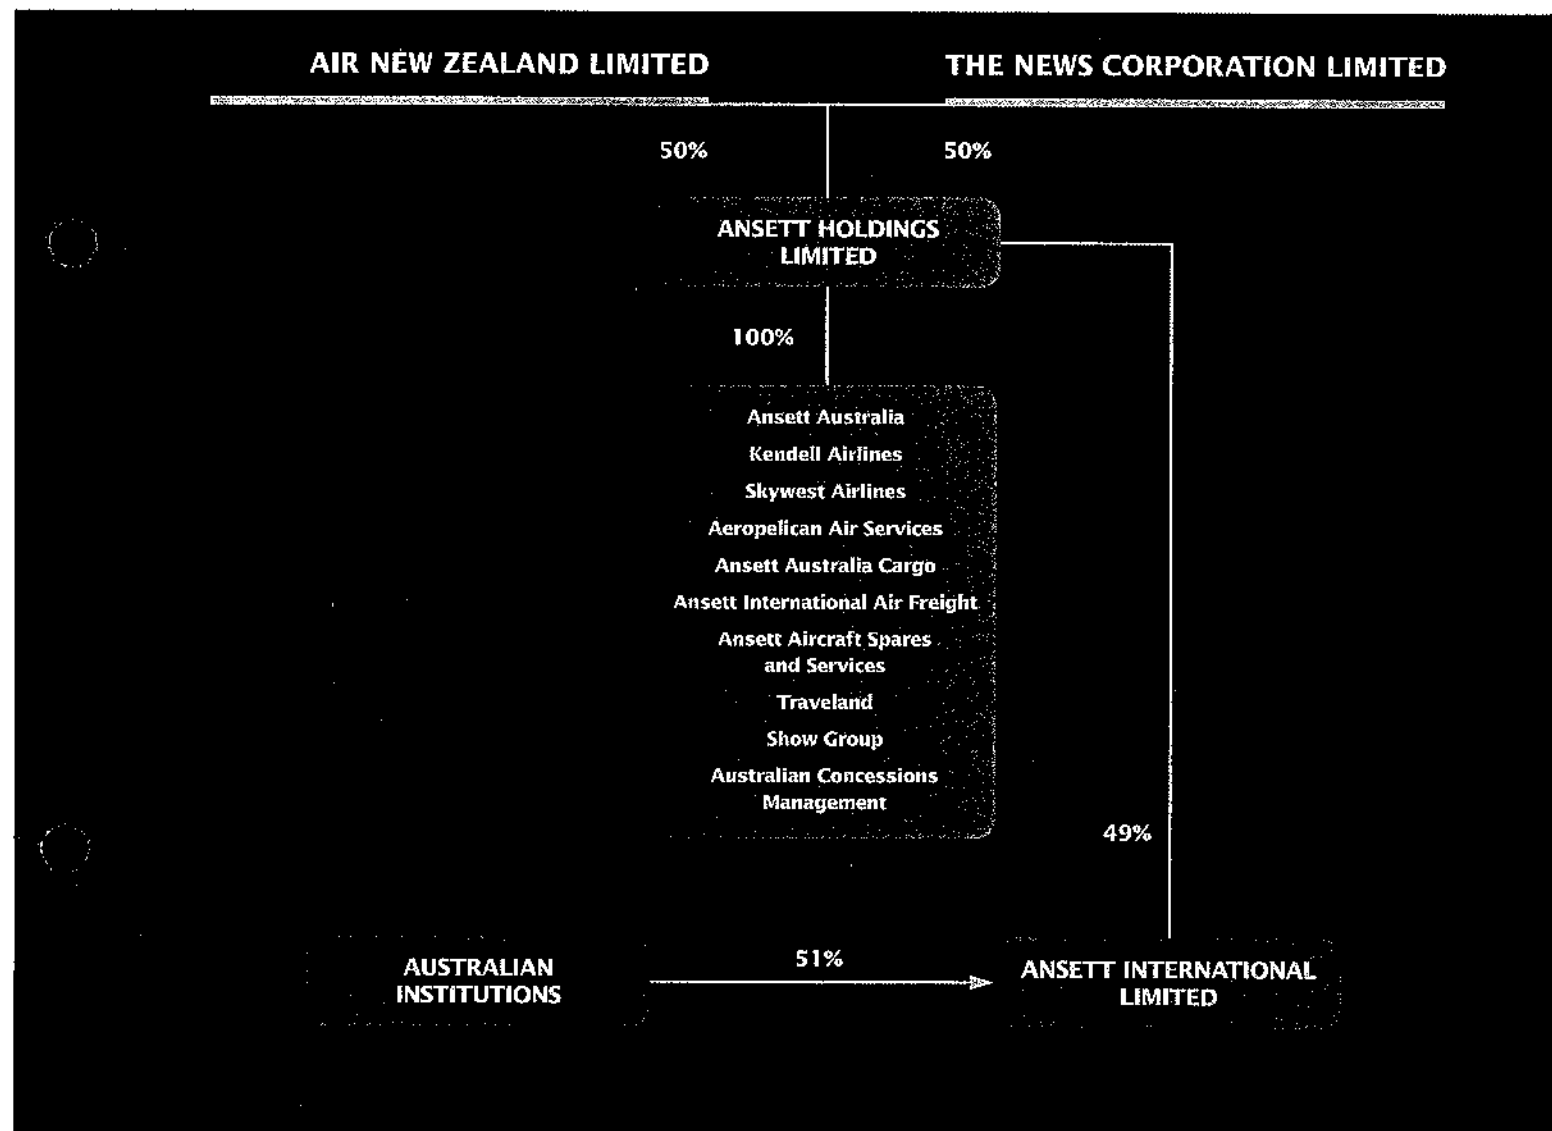 AIR NEW ZEALAND LIMITED
THE NEWS CORPORATION LIMITED
50%
50%
ANSETT HOLDINGS
LIMITED
100%
Ansett Australia
Kendell Airlines
Skywest Airlines
Aeropelican Air Services
Ansett Australia Cargo
Ansett International Air Freight
Ansett Aircraft Spares
and Services
Traveland
Show Group
Australian Concessions
Management
49%
AUSTRALIAN
INSTITUTIONS
51%
ANSETT INTERNATIONAL
LIMITED